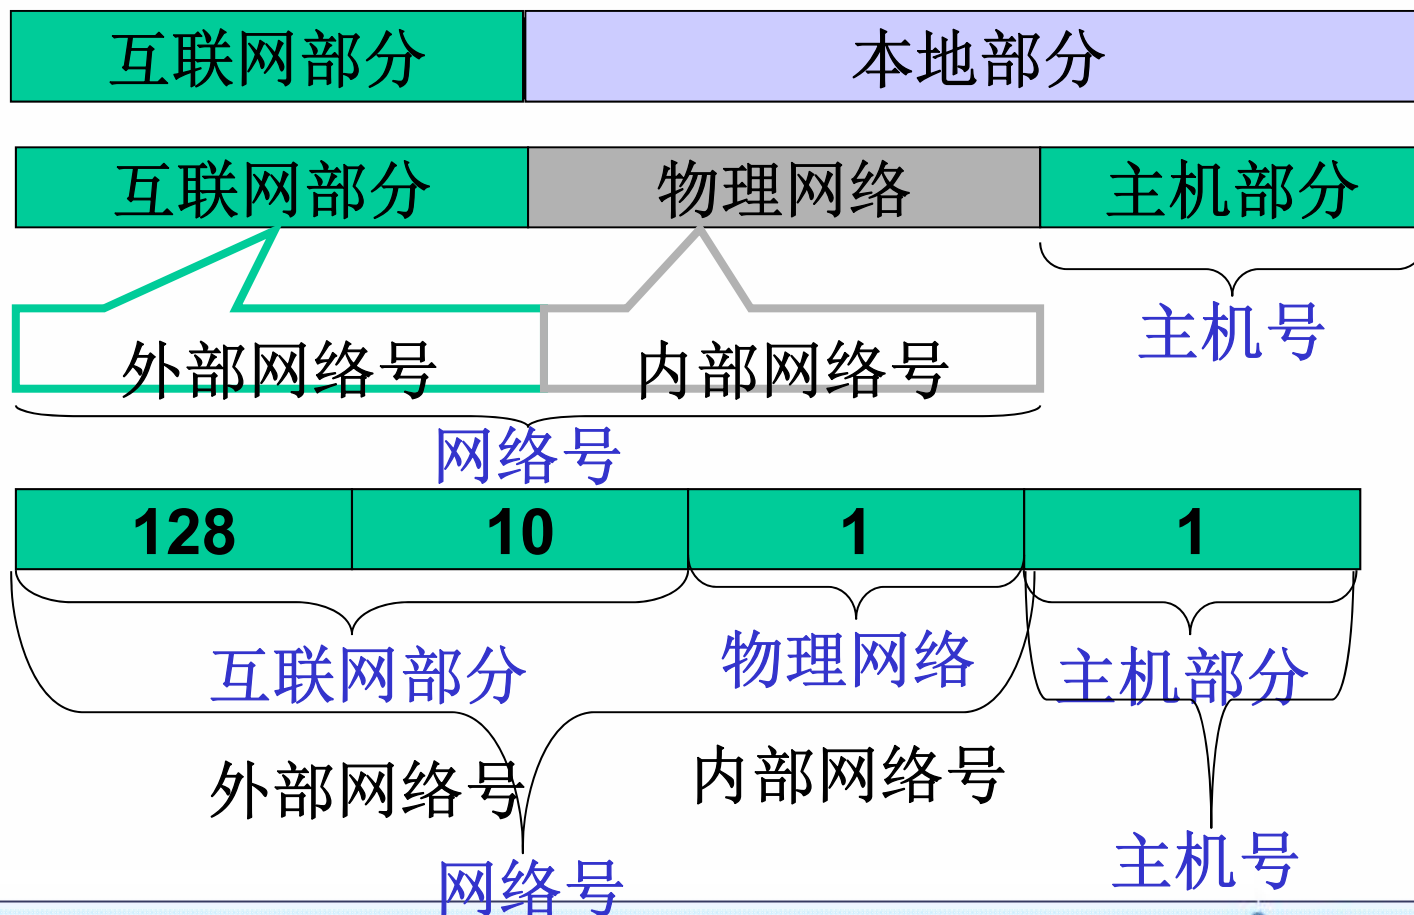 互联网部分 本地部分
互联网部分 物理网络 主机部分
主机号
外部网络号 内部网络号
网络号
128 10 1 1
互联网部分 物理网络 主机部分
外部网络号 内部网络号
网络号 主机号